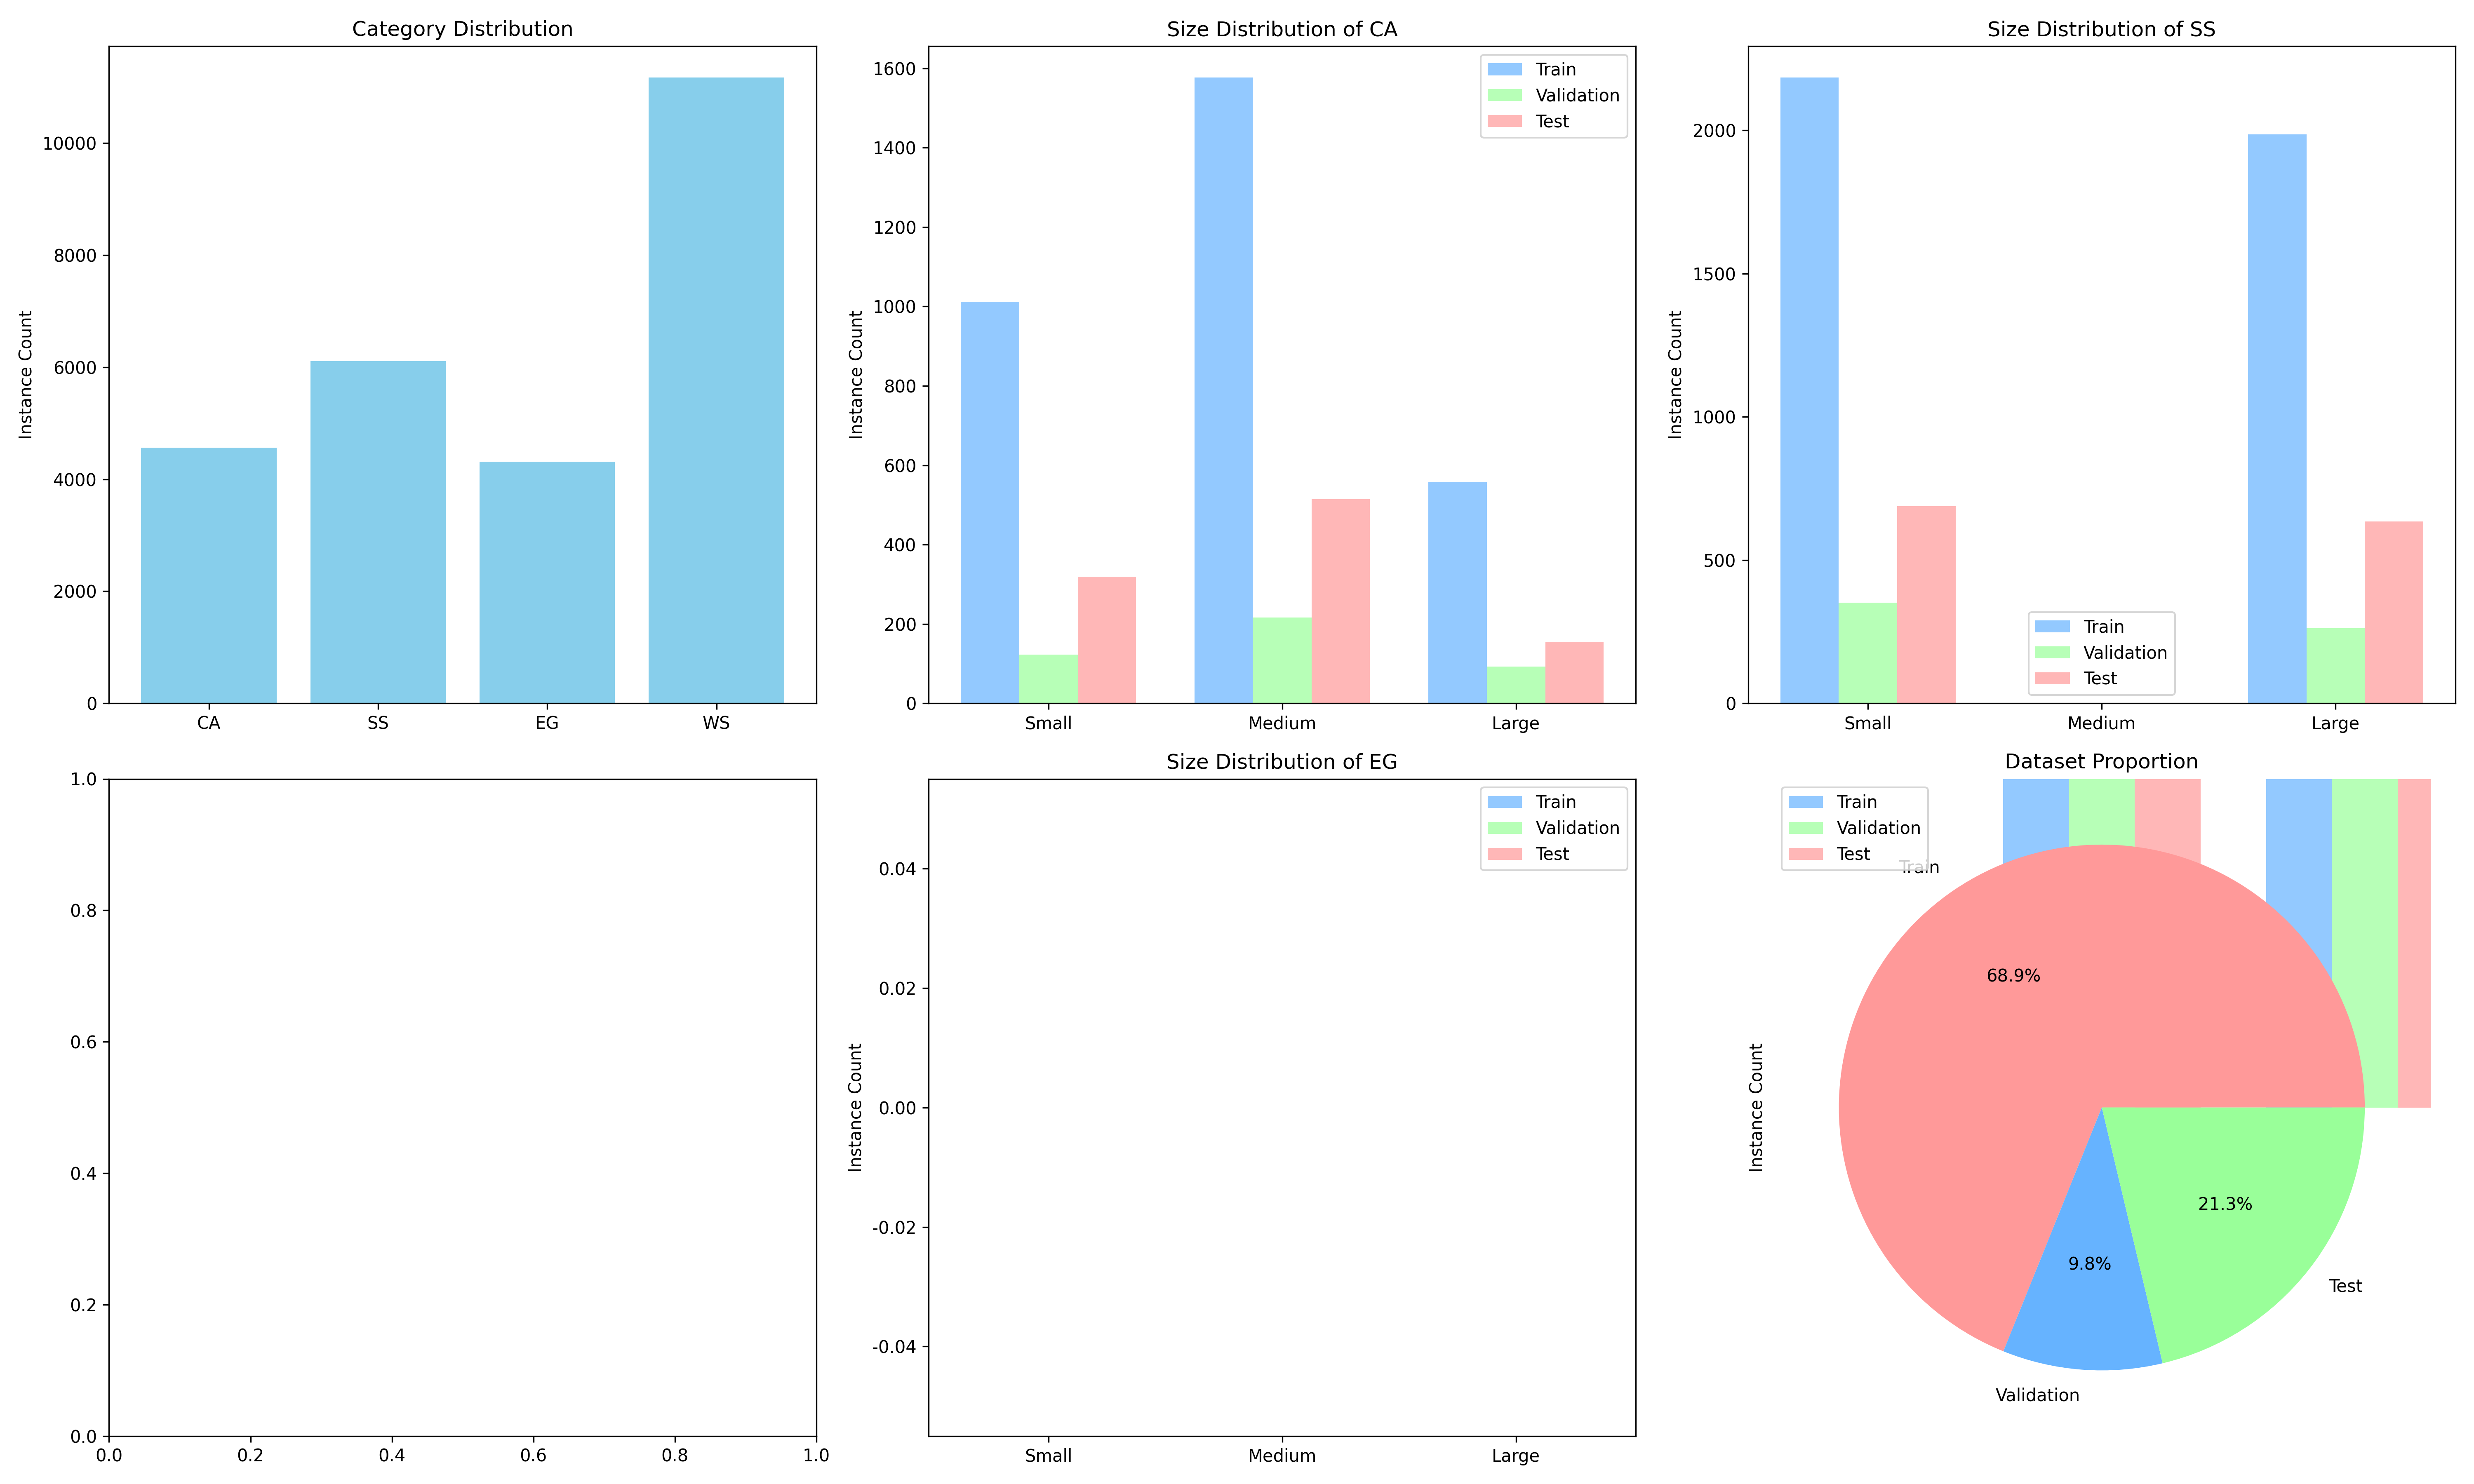 Category Distribution
Instance Count
10000
8000
6000
4000
2000
0
CA SS EG WS
Size Distribution of CA
Instance Count
1600
1400
1200
1000
800
600
400
200
0
Small Medium Large
Train
Validation
Test
Size Distribution of SS
Instance Count
2000
1500
1000
500
0
Small Medium Large
Train
Validation
Test
1.0
0.8
0.6
0.4
0.2
0.0
0.0 0.2 0.4 0.6 0.8 1.0
Size Distribution of EG
Instance Count
0.04
0.02
0.00
-0.02
-0.04
Small Medium Large
Train
Validation
Test
Dataset Proportion
Instance Count
Train
Validation
Test
Train
68.9%
21.3%
9.8%
Test
Validation